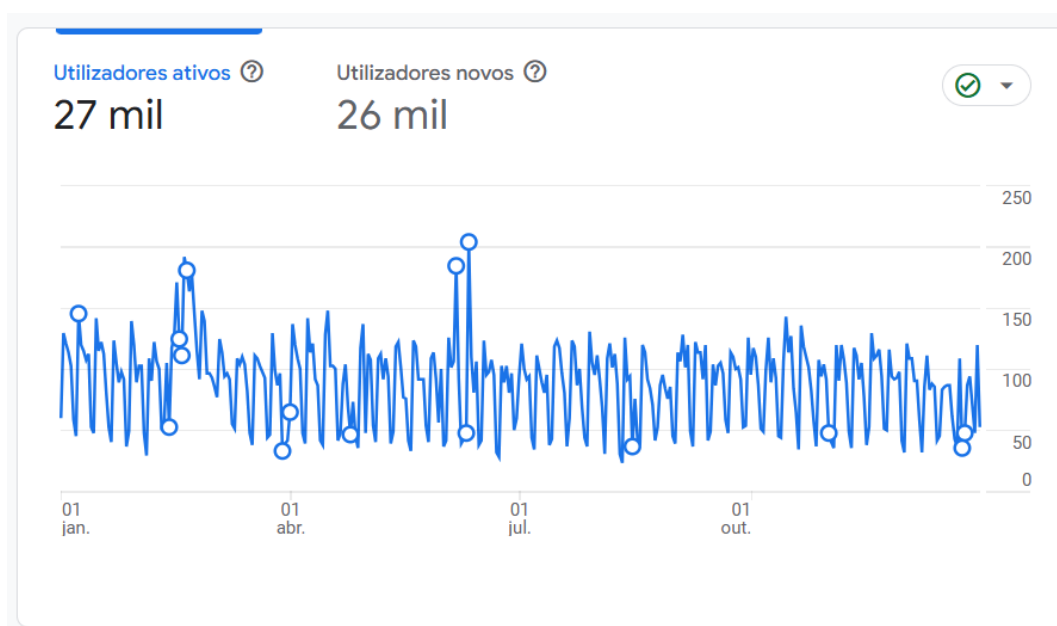 Utilizadores ativos
27 mil
Utilizadores novos
26 mil
250
200
150
100
50
0
01
jan.
01
abr.
01
jul.
01
out.